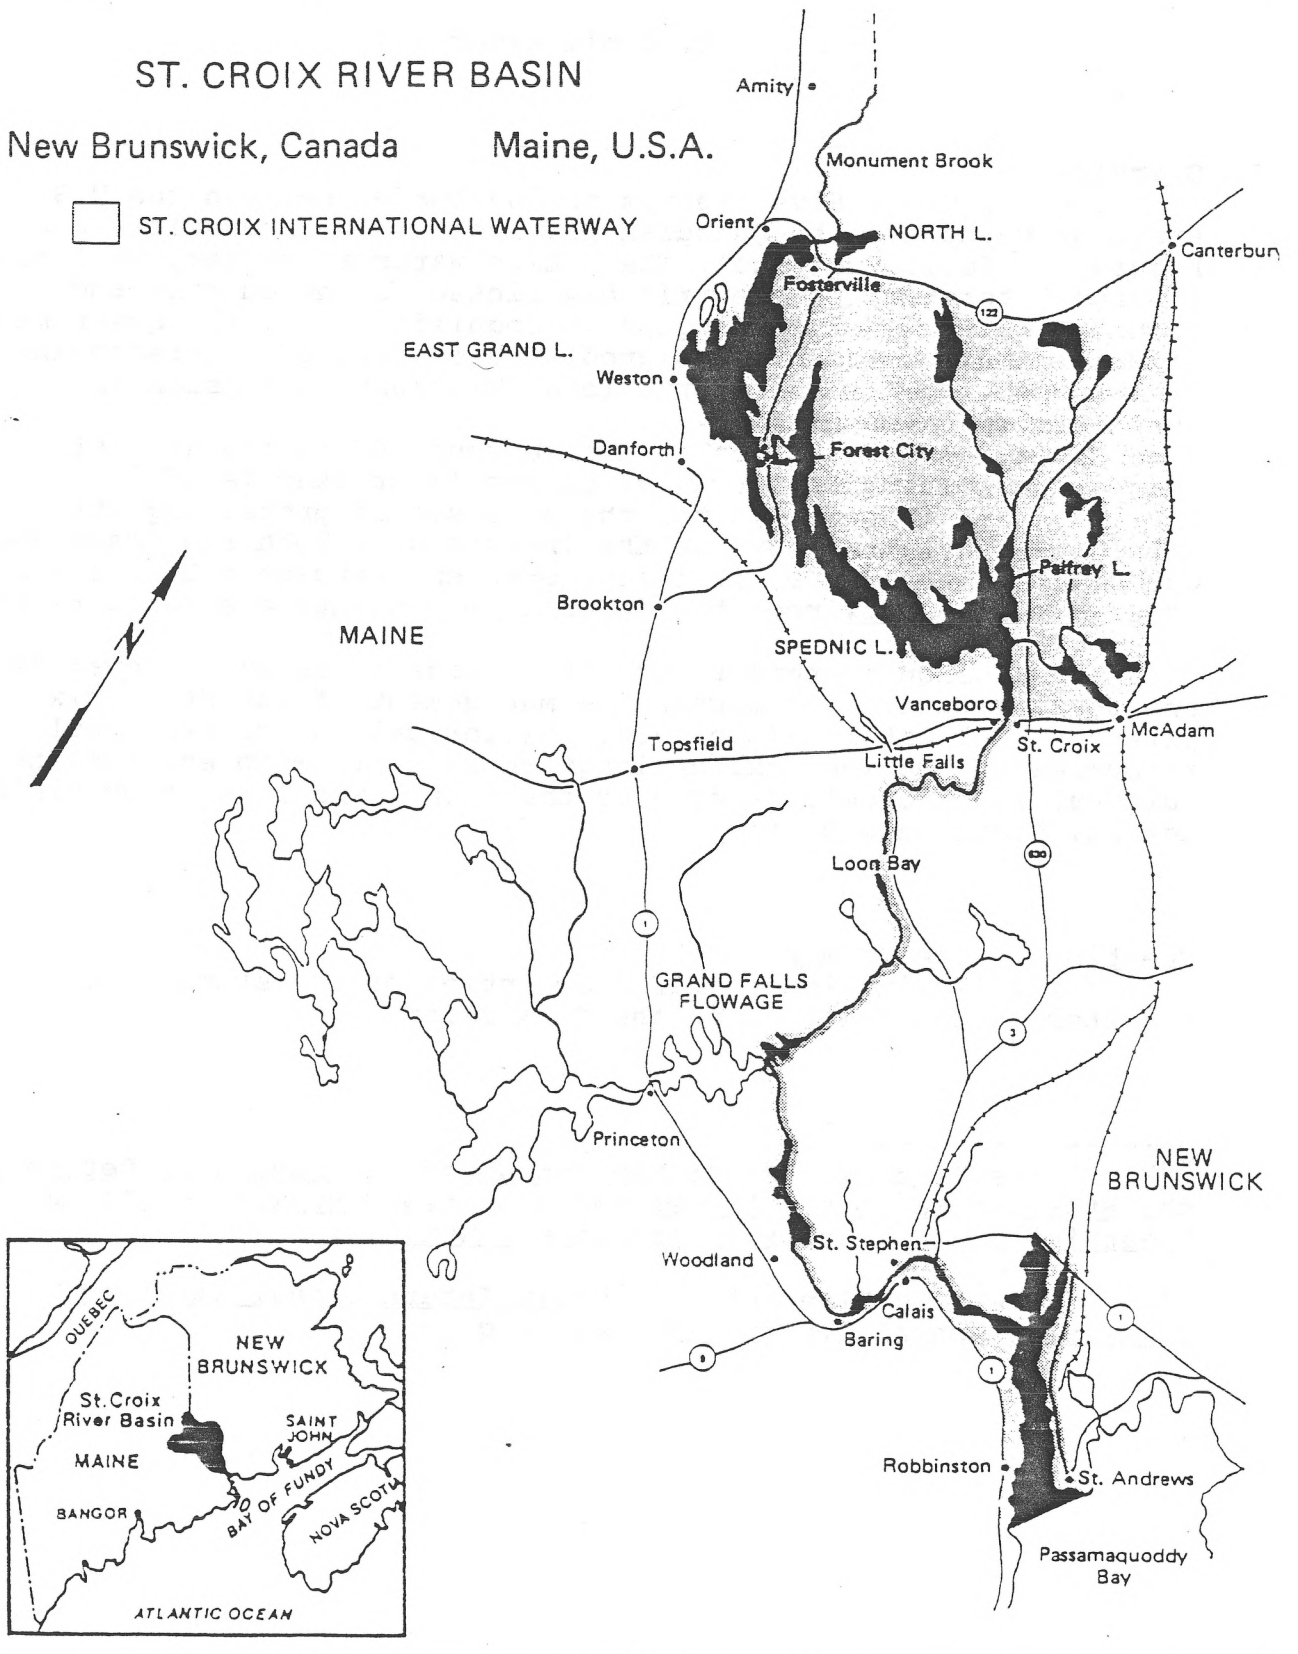 ST. CROIX RIVER BASIN
New Brunswick, Canada Maine, U.S.A.
ST. CROIX INTERNATIONAL WATERWAY
Amity
Monument Brook
Orient
NORTH L.
Canterbury
Fosterville
122
EAST GRAND L.
Weston
Danforth
Forest City
Palfrey L.
Brookton
N
MAINE
SPEDNIC L.
Vanceboro
McAdam
St. Croix
Topsfield
Little Falls
630
Loon Bay
1
GRAND FALLS
FLOWAGE
3
Princeton
NEW
BRUNSWICK
St. Stephen
Woodland
Calais
1
Baring
9
1
Robbinston
St. Andrews
Passamaquoddy
Bay
QUEBEC
NEW
BRUNSWICK
St. Croix
River Basin
SAINT
JOHN
MAINE
BANGOR
BAY OF FUNDY
NOVA SCOTI
ATLANTIC OCEAN